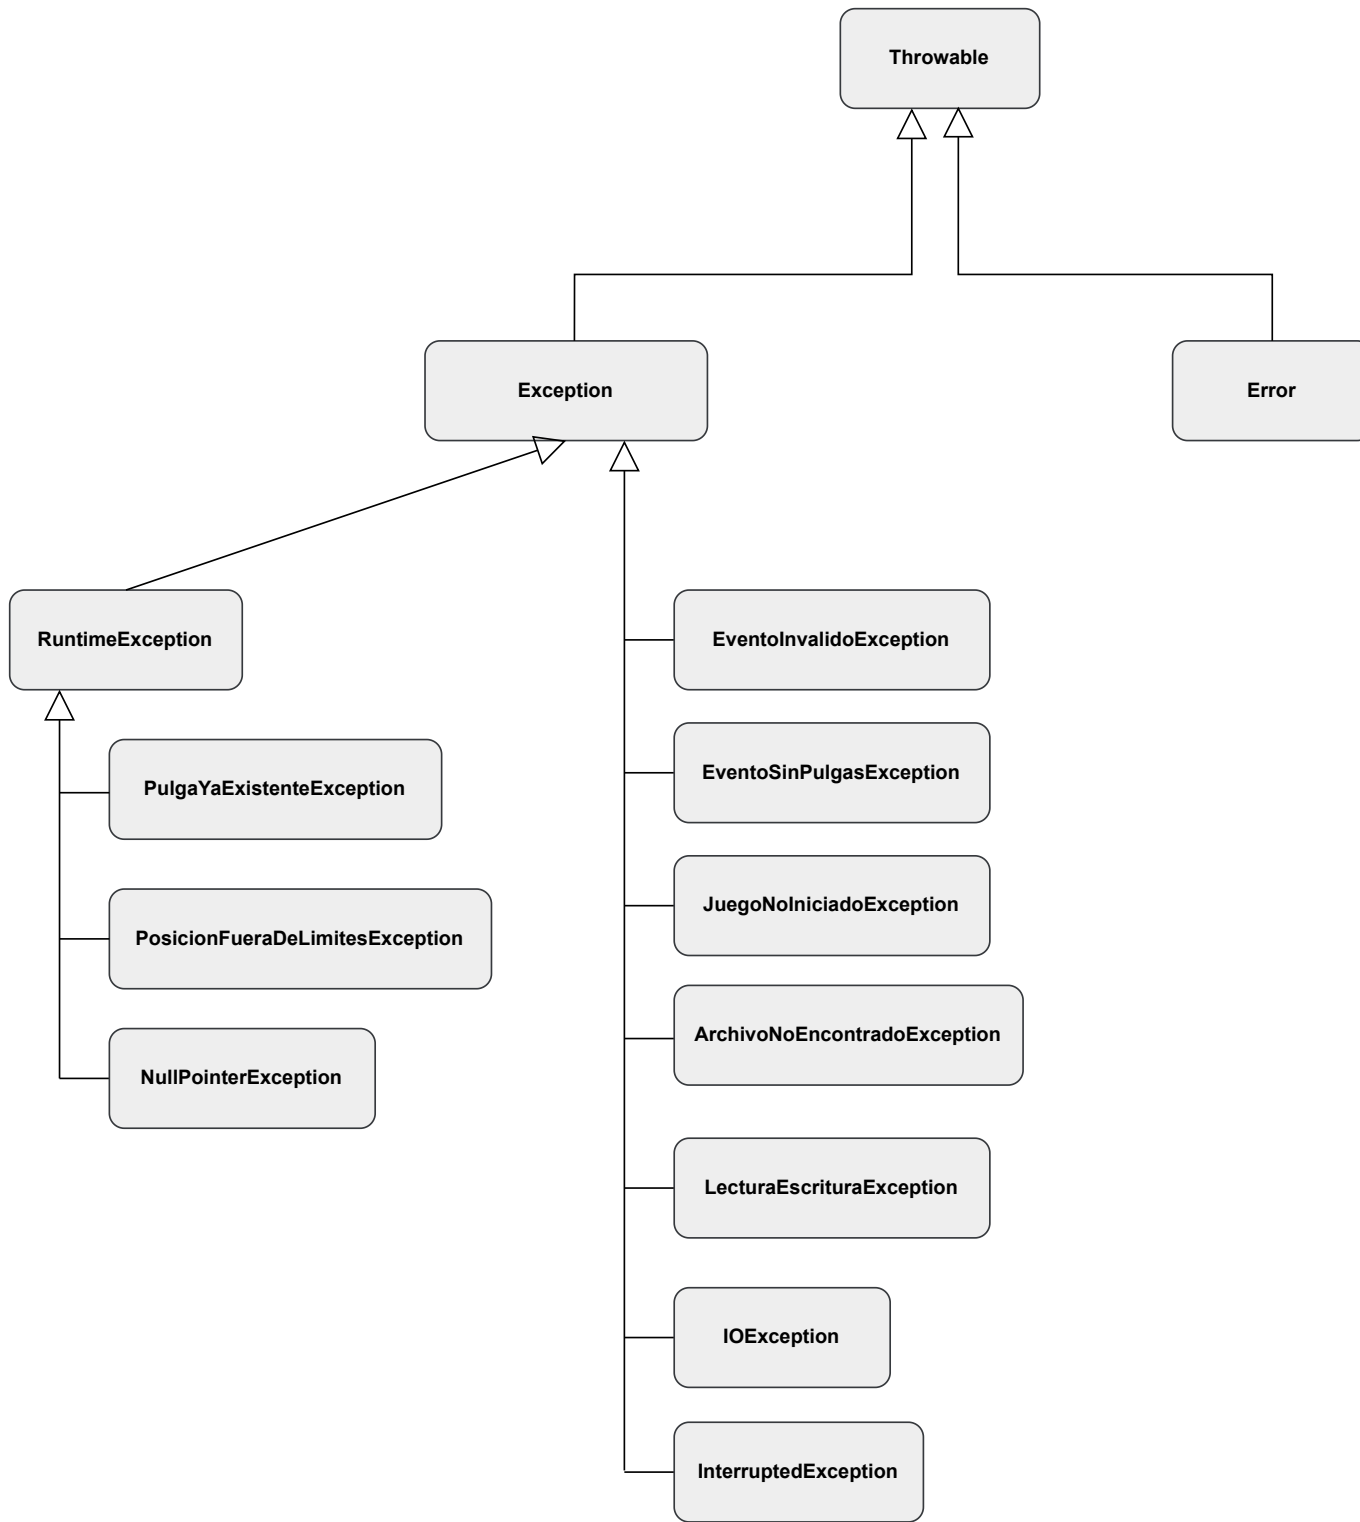 Throwable
Exception
Error
RuntimeException
EventoInvalidoException
PulgaYaExistenteException
EventoSinPulgasException
PosicionFueraDeLimitesException
JuegoNoIniciadoException
NullPointerException
ArchivoNoEncontradoException
LecturaEscrituraException
IOException
InterruptedException